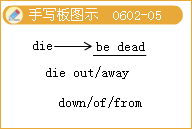 手写板图示 0602-05
die→be dead
die out/away
down/of/from